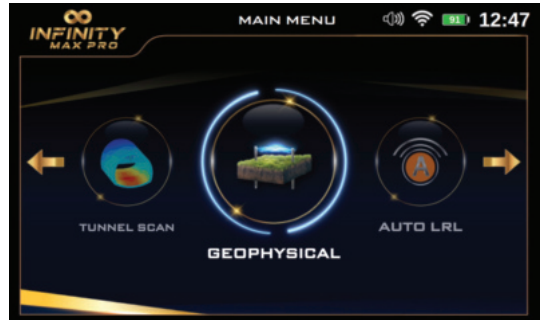 INFINITY
MAX PRO
MAIN MENU
91
12:47
TUNNEL SCAN
GEOPHYSICAL
A
AUTO LRL